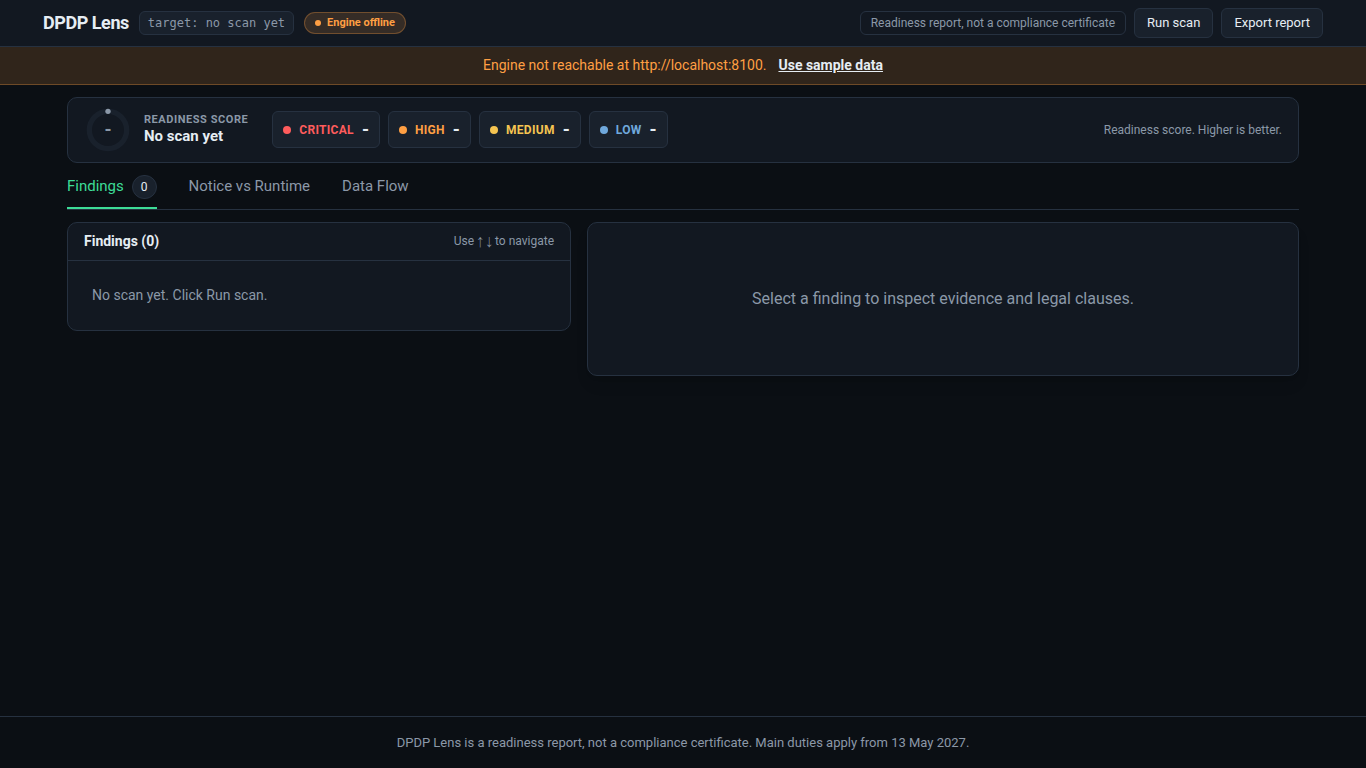 DPDP Lens
target: no scan yet
Engine offline
Readiness report, not a compliance certificate
Run scan
Export report
Engine not reachable at http://localhost:8100. Use sample data
-
READINESS SCORE
No scan yet
CRITICAL -
HIGH -
MEDIUM -
LOW -
Readiness score. Higher is better.
Findings 0
Notice vs Runtime
Data Flow
Findings (0)
Use ↑ ↓ to navigate
No scan yet. Click Run scan.
Select a finding to inspect evidence and legal clauses.
DPDP Lens is a readiness report, not a compliance certificate. Main duties apply from 13 May 2027.